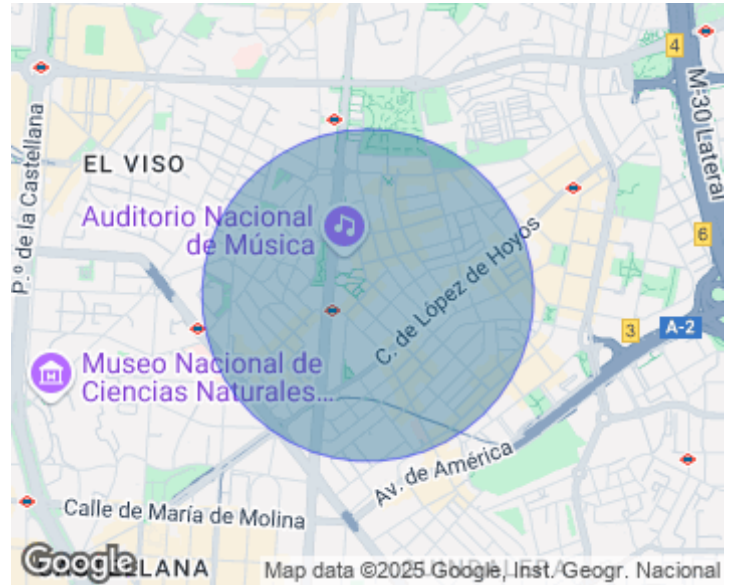 4
M-30 Lateral
EL VISO
P.º de la Castellana
Auditorio Nacional
de Música
6
C. de López de Hoyos
3
A-2
Museo Nacional de
Ciencias Naturales...
Av. de América
Calle de María de Molina
Google
ELLANA
Map data ©2025 Google, Inst. Geogr. Nacional